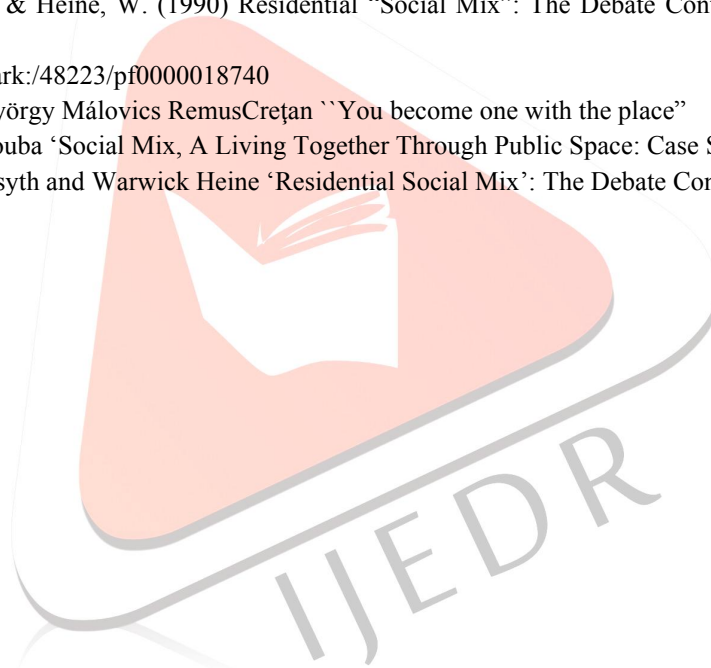 & Heine, W. (1990) Residential “Social Mix”: The Debate Con
ark:/48223/pf0000018740
yörgy Málovics RemusCreţan ``You become one with the place”
ouba ‘Social Mix, A Living Together Through Public Space: Case S
syth and Warwick Heine ‘Residential Social Mix’: The Debate Con
IJEDR